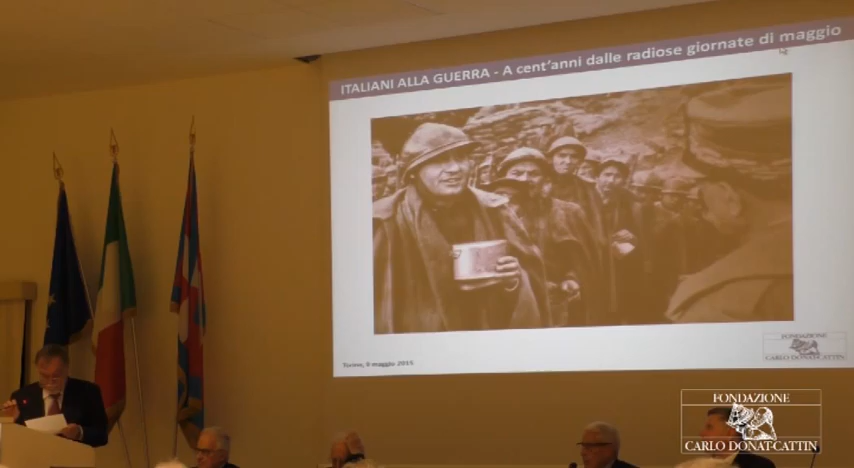 ITALIANI ALLA GUERRA - A cent'anni dalle radiose giornate di maggio
Torino, 8 maggio 2015
FONDAZIONE
CARLO DONAT-CATTIN
FONDAZIONE
CARLO DONAT-CATTIN